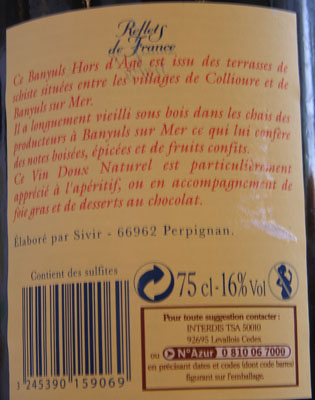 Reflets
de France
Ce Banyuls Hors d'Age est issu des terrasses de
schiste situées entre les villages de Collioure et de
Banyuls sur Mer.
Il a longuement vieilli sous bois dans les chais des
producteurs à Banyuls sur Mer ce qui lui confère
des notes boisées, épicées et de fruits confits.
Ce Vin Doux Naturel est particulièrement
apprécié à l'apéritif, ou en accompagnement de
foie gras et de desserts au chocolat.
Élaboré par Sivir - 66962 Perpignan.
Contient des sulfites
75 cl - 16% Vol
3 245390 159069
Pour toute suggestion contacter :
INTERDIS TSA 50010
92695 Levallois Cedex
ou N°Azur 0 810 06 7000
en précisant dates et codes (dont code barres)
figurant sur l'emballage.